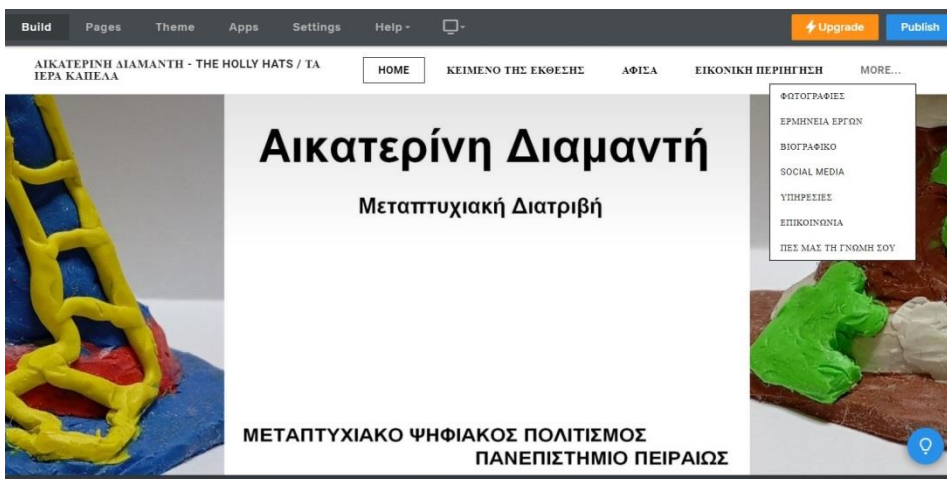 Build Pages Theme Apps Settings Help Upgrade Publish
ΑΙΚΑΤΕΡΙΝΗ ΔΙΑΜΑΝΤΗ - THE HOLLY HATS / ΤΑ
ΙΕΡΑ ΚΑΠΕΛΑ
HOME ΚΕΙΜΕΝΟ ΤΗΣ ΕΚΘΕΣΗΣ ΑΦΙΣΑ ΕΙΚΟΝΙΚΗ ΠΕΡΙΗΓΗΣΗ MORE...
ΦΩΤΟΓΡΑΦΙΕΣ
ΕΡΜΗΝΕΙΑ ΕΡΓΩΝ
ΒΙΟΓΡΑΦΙΚΟ
SOCIAL MEDIA
ΥΠΗΡΕΣΙΕΣ
ΕΠΙΚΟΙΝΩΝΙΑ
ΠΕΣ ΜΑΣ ΤΗ ΓΝΩΜΗ ΣΟΥ
Αικατερίνη Διαμαντή
Μεταπτυχιακή Διατριβή
ΜΕΤΑΠΤΥΧΙΑΚΟ ΨΗΦΙΑΚΟΣ ΠΟΛΙΤΙΣΜΟΣ
ΠΑΝΕΠΙΣΤΗΜΙΟ ΠΕΙΡΑΙΩΣ